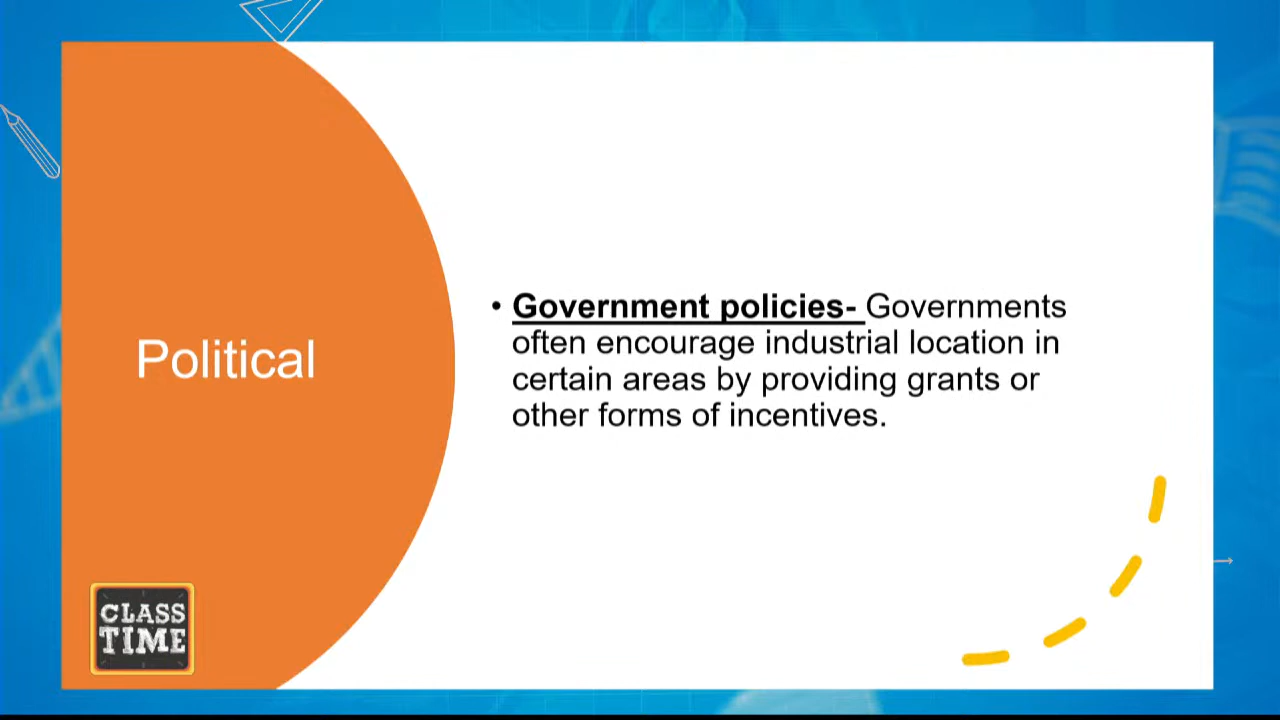 Political
• Government policies- Governments
often encourage industrial location in
certain areas by providing grants or
other forms of incentives.
CLASS
TIME